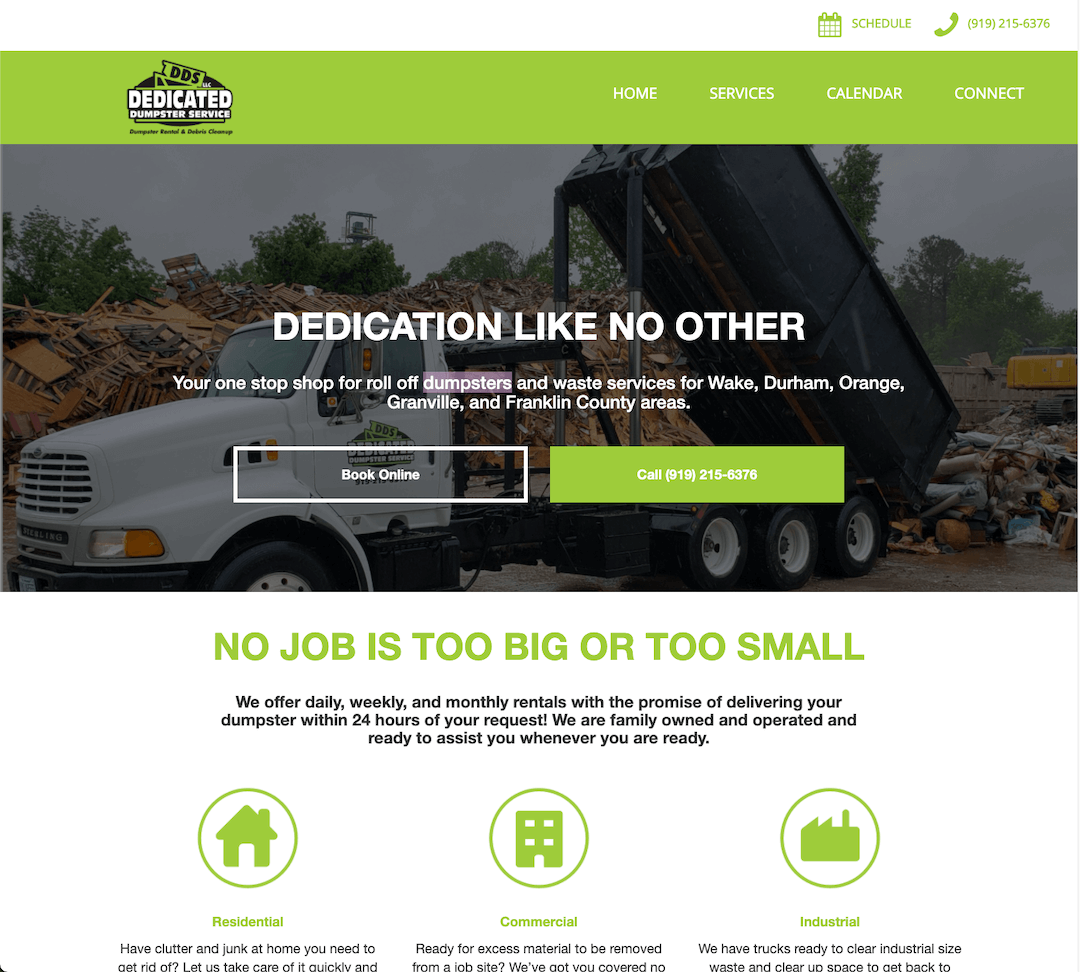 SCHEDULE
(919) 215-6376
DDS
LLC
DEDICATED
DUMPSTER SERVICE
Dumpster Rental & Debris Cleanup
HOME
SERVICES
CALENDAR
CONNECT
DEDICATION LIKE NO OTHER
Your one stop shop for roll off dumpsters and waste services for Wake, Durham, Orange,
Granville, and Franklin County areas.
DDS
DEDICATED
DUMPSTER SERVICE
Book Online
Call (919) 215-6376
STERLING
NO JOB IS TOO BIG OR TOO SMALL
We offer daily, weekly, and monthly rentals with the promise of delivering your
dumpster within 24 hours of your request! We are family owned and operated and
ready to assist you whenever you are ready.
Residential
Have clutter and junk at home you need to
get rid of? Let us take care of it quickly and
Commercial
Ready for excess material to be removed
from a job site? We've got you covered no
Industrial
We have trucks ready to clear industrial size
waste and clear up space to get back to